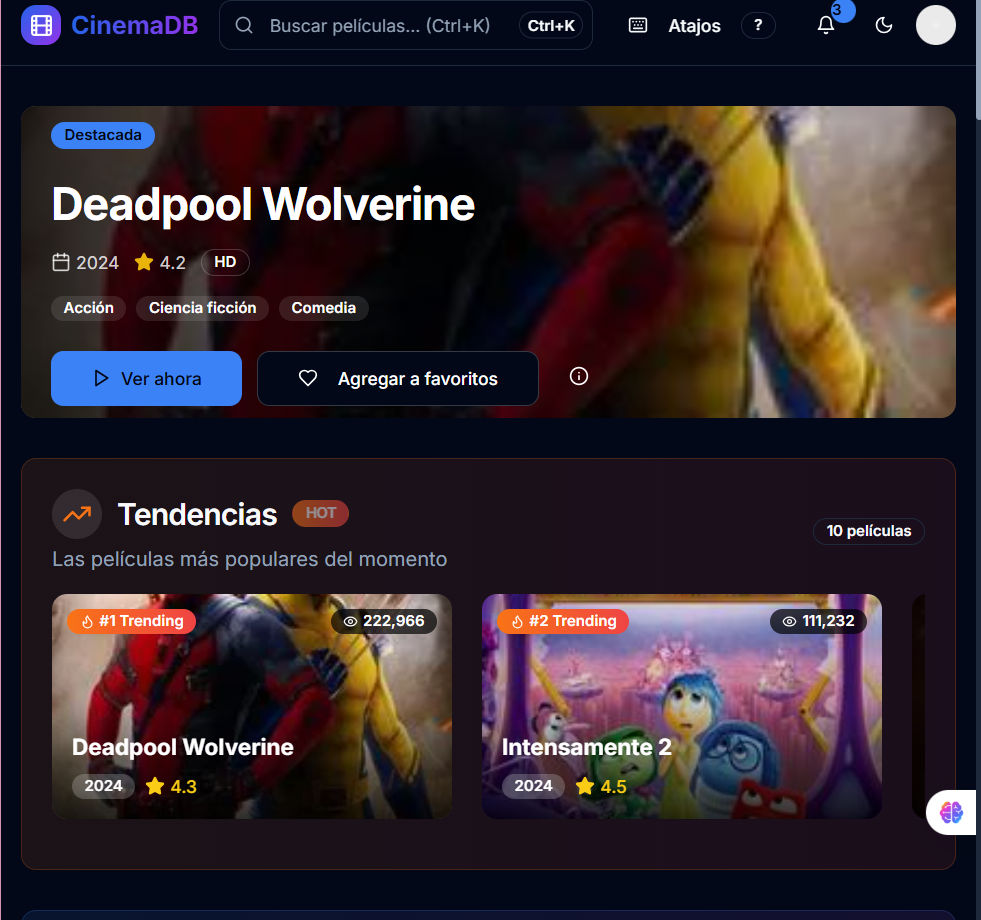 CinemaDB
Buscar películas... (Ctrl+K)
Ctrl+K
Atajos
?
3
Destacada
Deadpool Wolverine
2024
4.2
HD
Acción
Ciencia ficción
Comedia
Ver ahora
Agregar a favoritos
Tendencias
HOT
10 películas
Las películas más populares del momento
#1 Trending
222,966
Deadpool Wolverine
2024
4.3
#2 Trending
111,232
Intensamente 2
2024
4.5